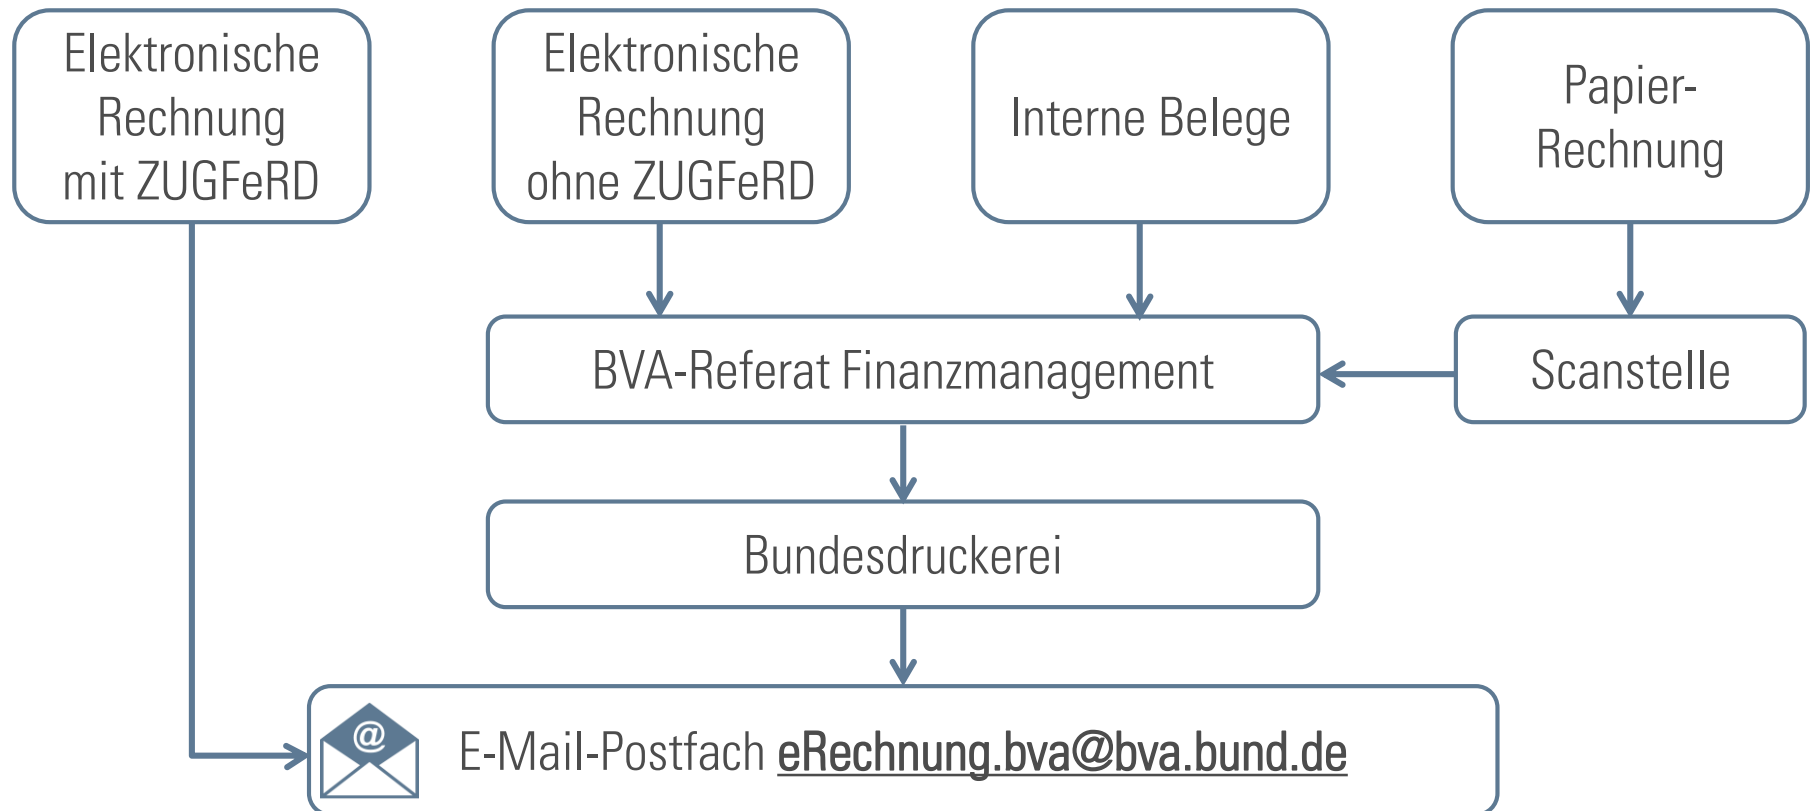 Elektronische
Rechnung
mit ZUGFeRD
Elektronische
Rechnung
ohne ZUGFeRD
Interne Belege
Papier-
Rechnung
BVA-Referat Finanzmanagement
Scanstelle
Bundesdruckerei
@
E-Mail-Postfach eRechnung.bva@bva.bund.de